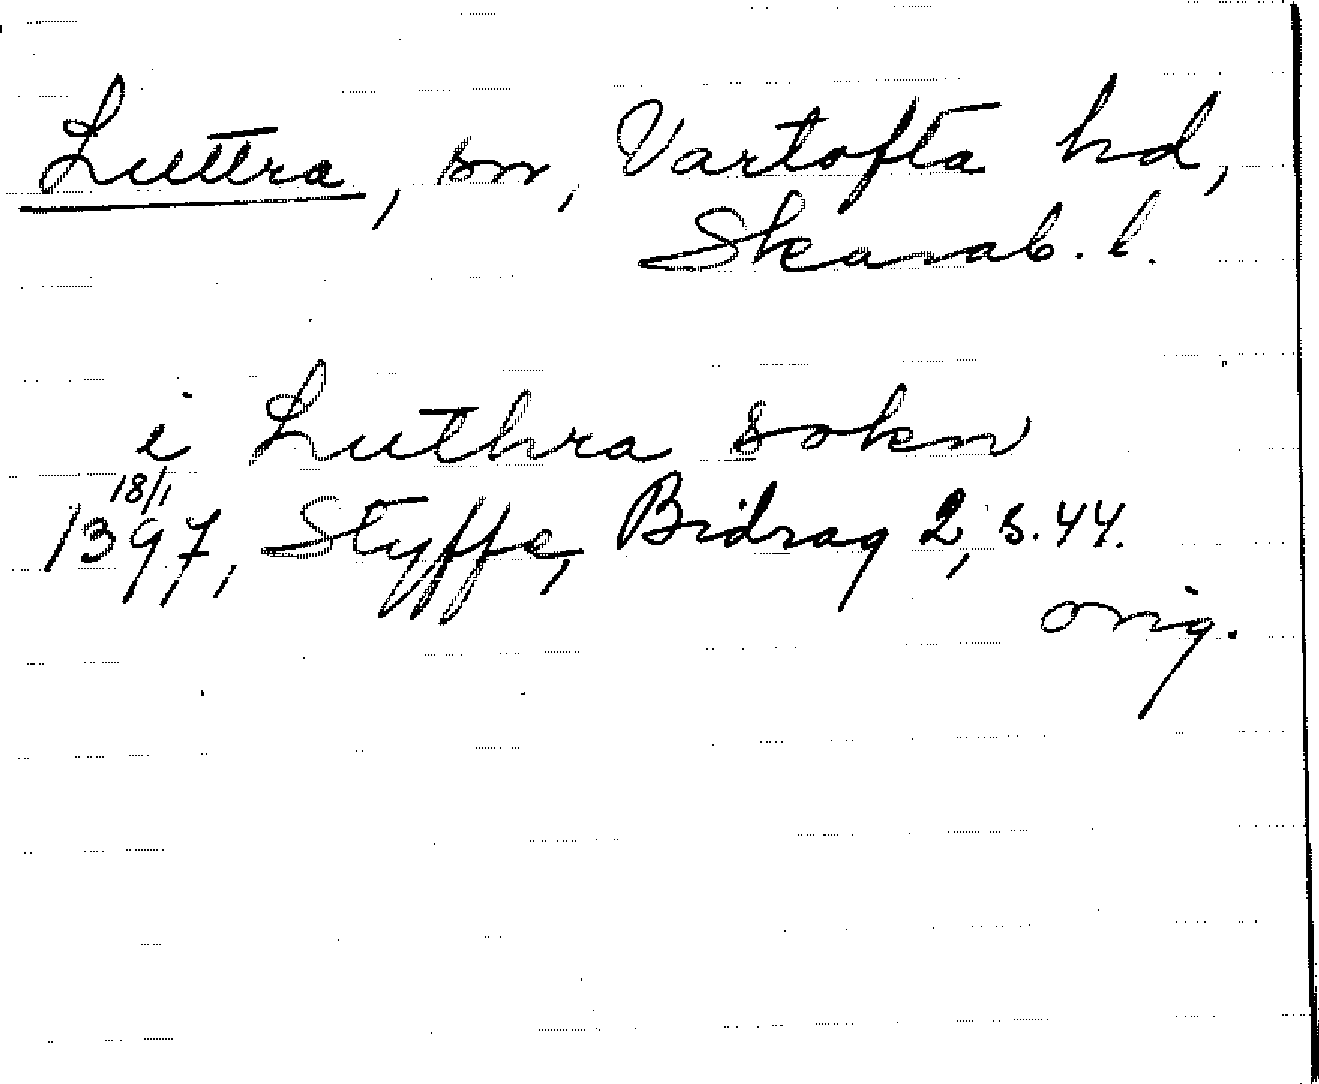 Luttra, sn, Vartofta hd,
Skarab. l.
i Luthra sokn
18/1
1397, Styffe, Bidrag 2, s. 44.
orig.